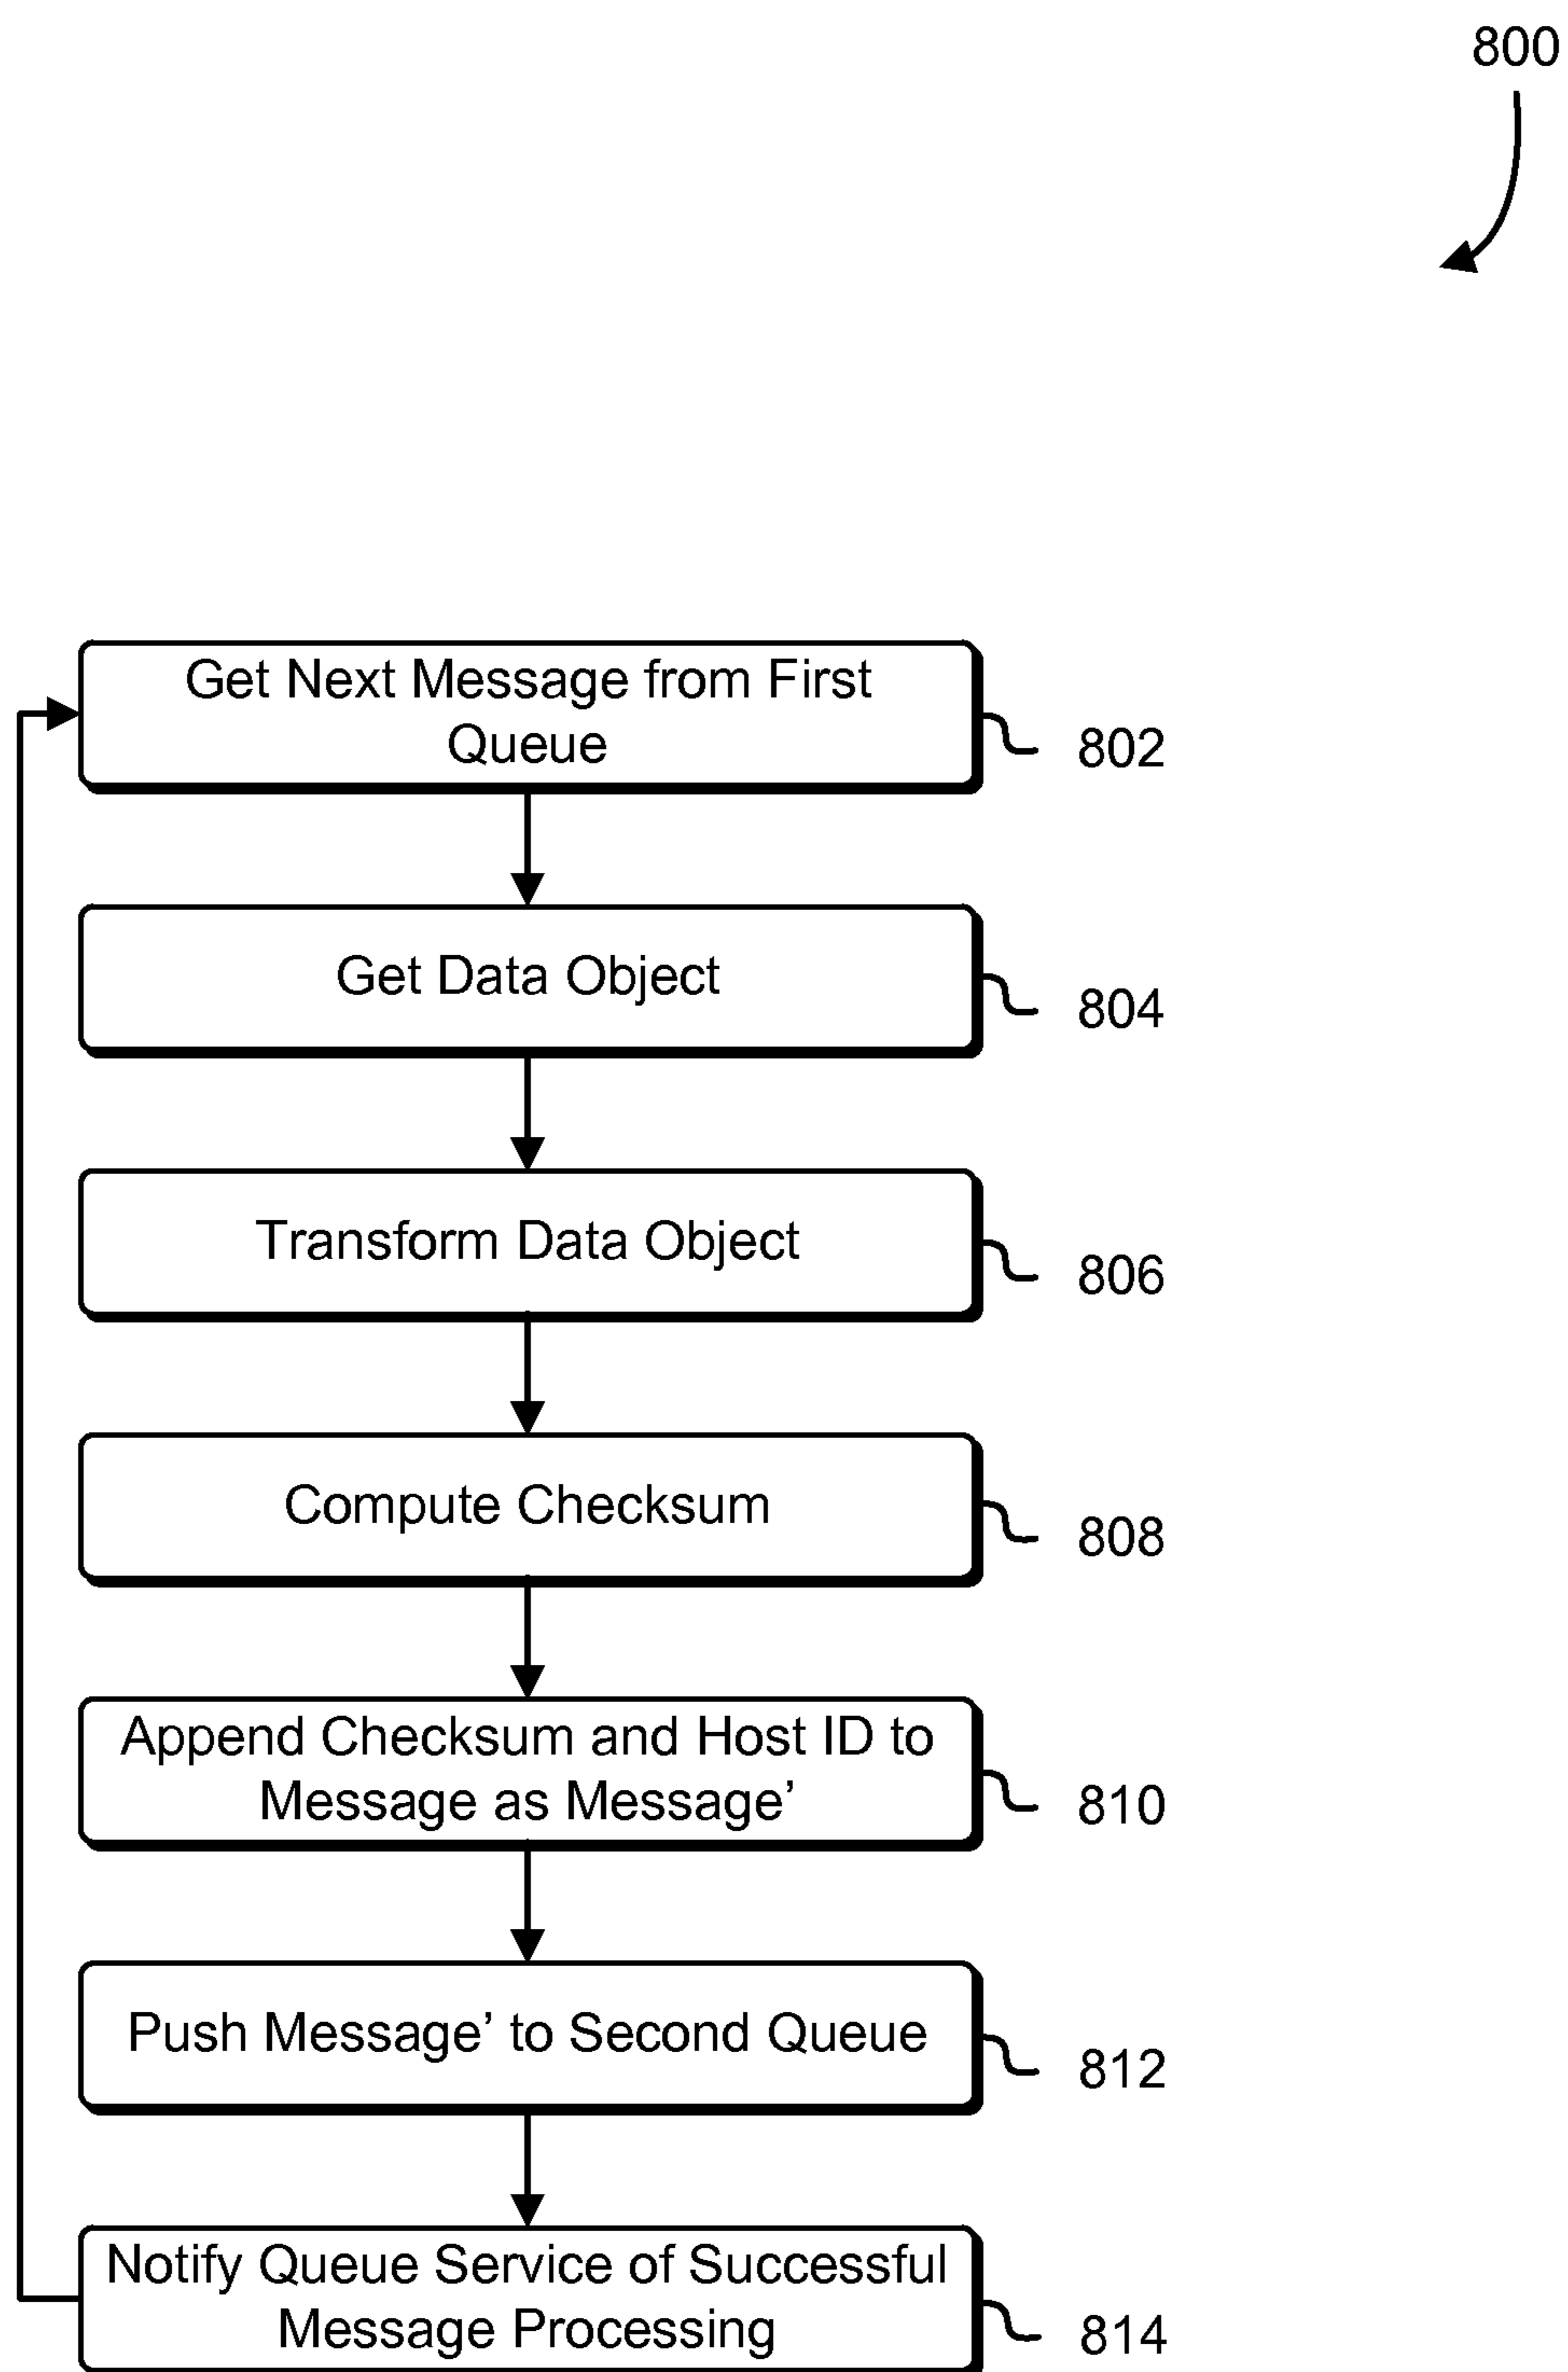 800
Get Next Message from First
Queue
802
Get Data Object
804
Transform Data Object
806
Compute Checksum
808
Append Checksum and Host ID to
Message as Message’
810
Push Message’ to Second Queue
812
Notify Queue Service of Successful
Message Processing
814